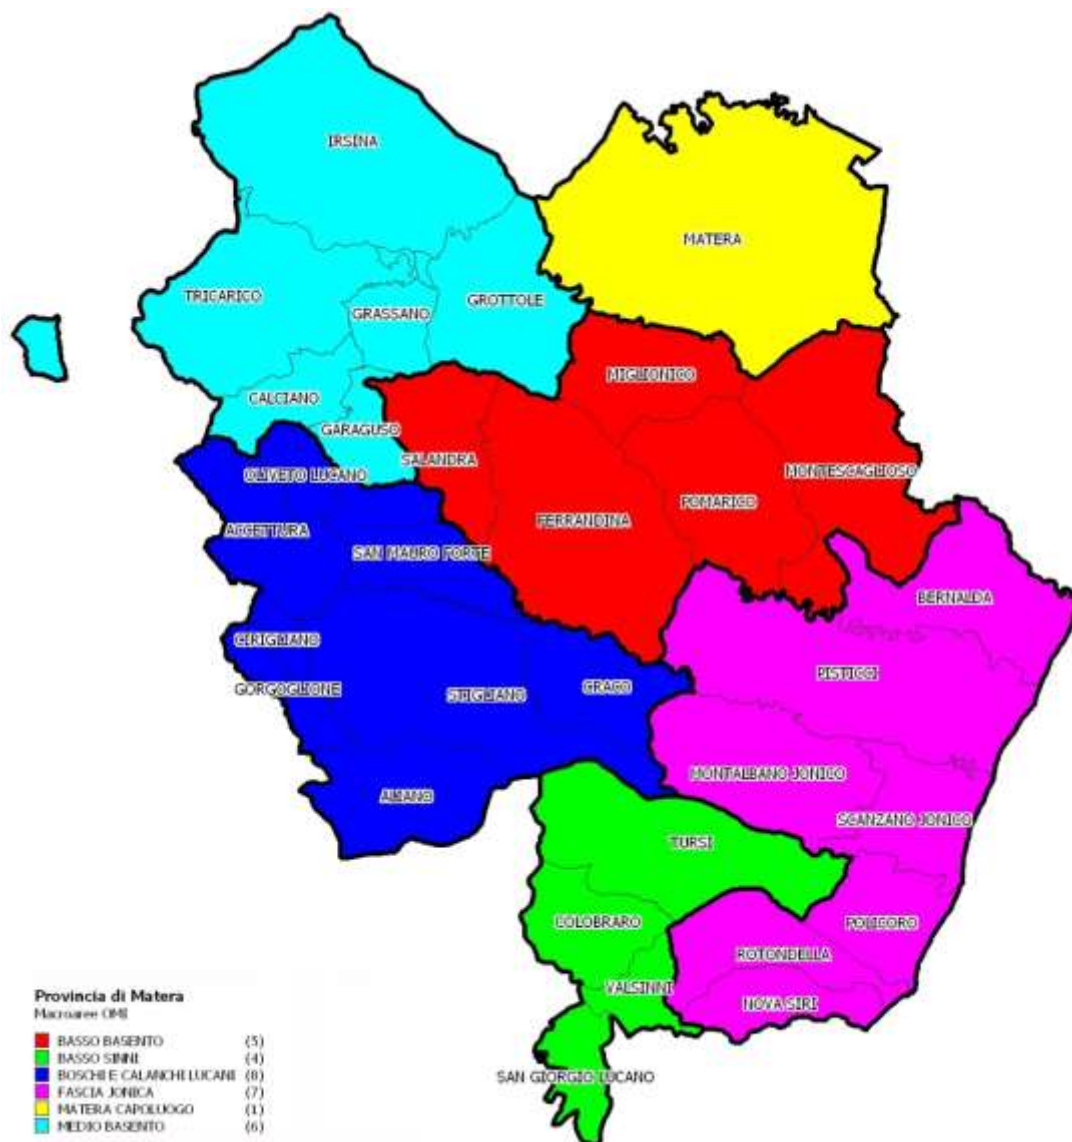 IRSINA
MATERA
TRICARICO
GROTTOLE
GRASSANO
MIGLIONICO
CALCIANO
GARAGUSO
SALANDRA
MONTESCAGLIOSO
OLIVETO LUCANO
POMARICO
FERRANDINA
ACCETTURA
SAN MAURO FORTE
BERNALDA
CIRIGLIANO
PISTICCI
GORGOGLIONE
CRACO
STIGLIANO
MONTALBANO JONICO
ALIANO
SCANZANO JONICO
TURSI
COLOBRARO
POLICORO
ROTONDELLA
VALSINNI
NOVA SIRI
SAN GIORGIO LUCANO
Provincia di Matera
Macroaree OMI
BASSO BASENTO (5)
BASSO SINNI (4)
BOSCHI E CALANCHI LUCANI (8)
FASCIA JONICA (7)
MATERA CAPOLUOGO (1)
MEDIO BASENTO (6)